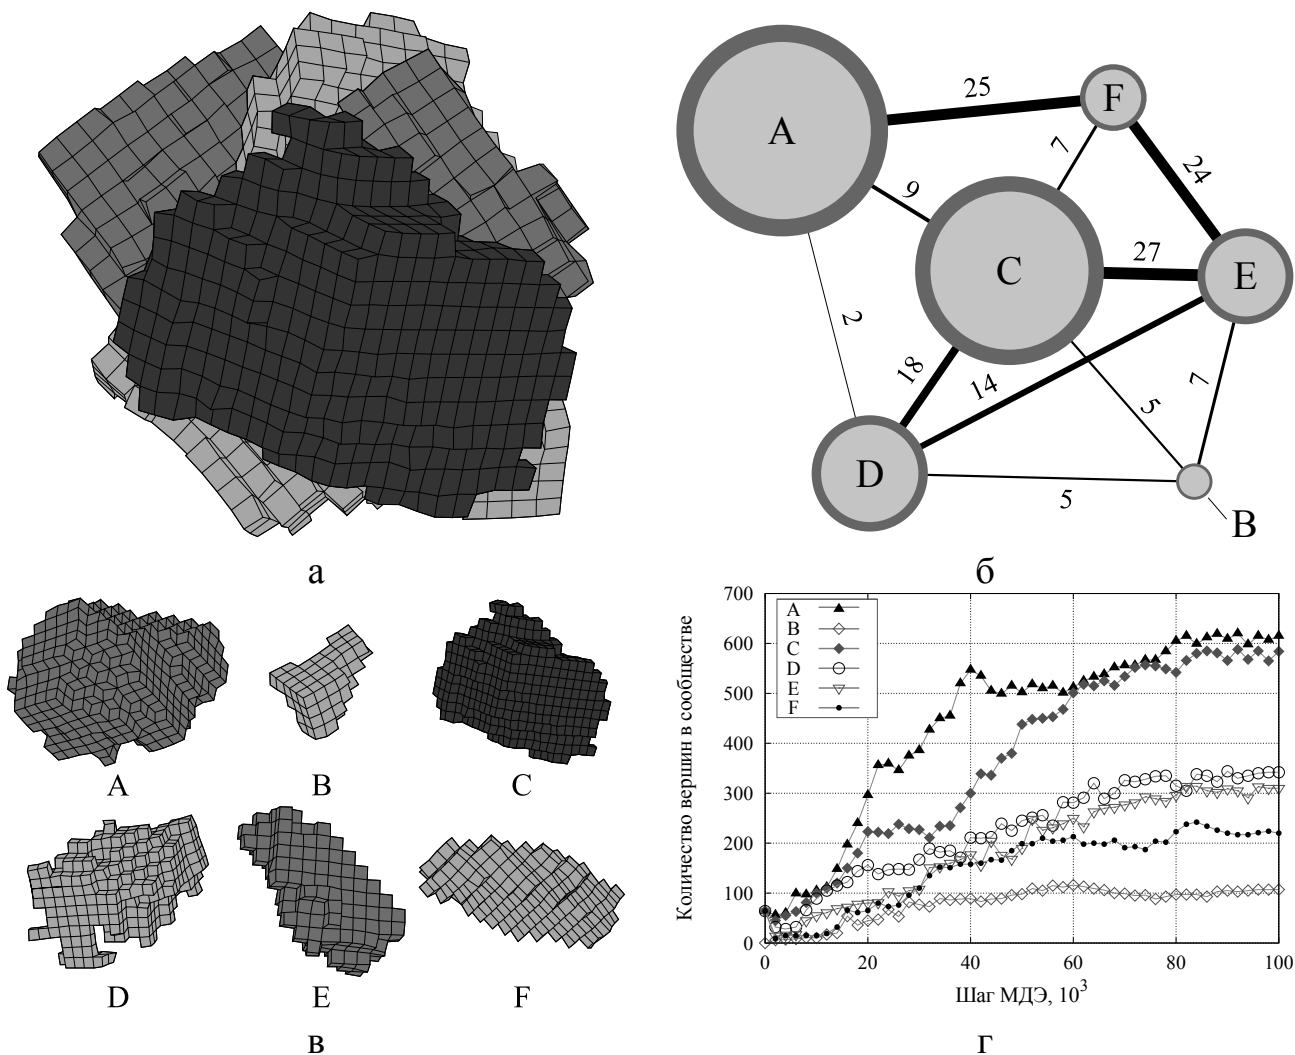 A
25
F
7
24
9
C
27
E
2
18
14
5
7
D
5
B
а
б
A
B
C
D
E
F
в
Количество вершин в сообществе
700
600
500
400
300
200
100
0
A
B
C
D
E
F
0 20 40 60 80 100
Шаг МДЭ, 10³
г